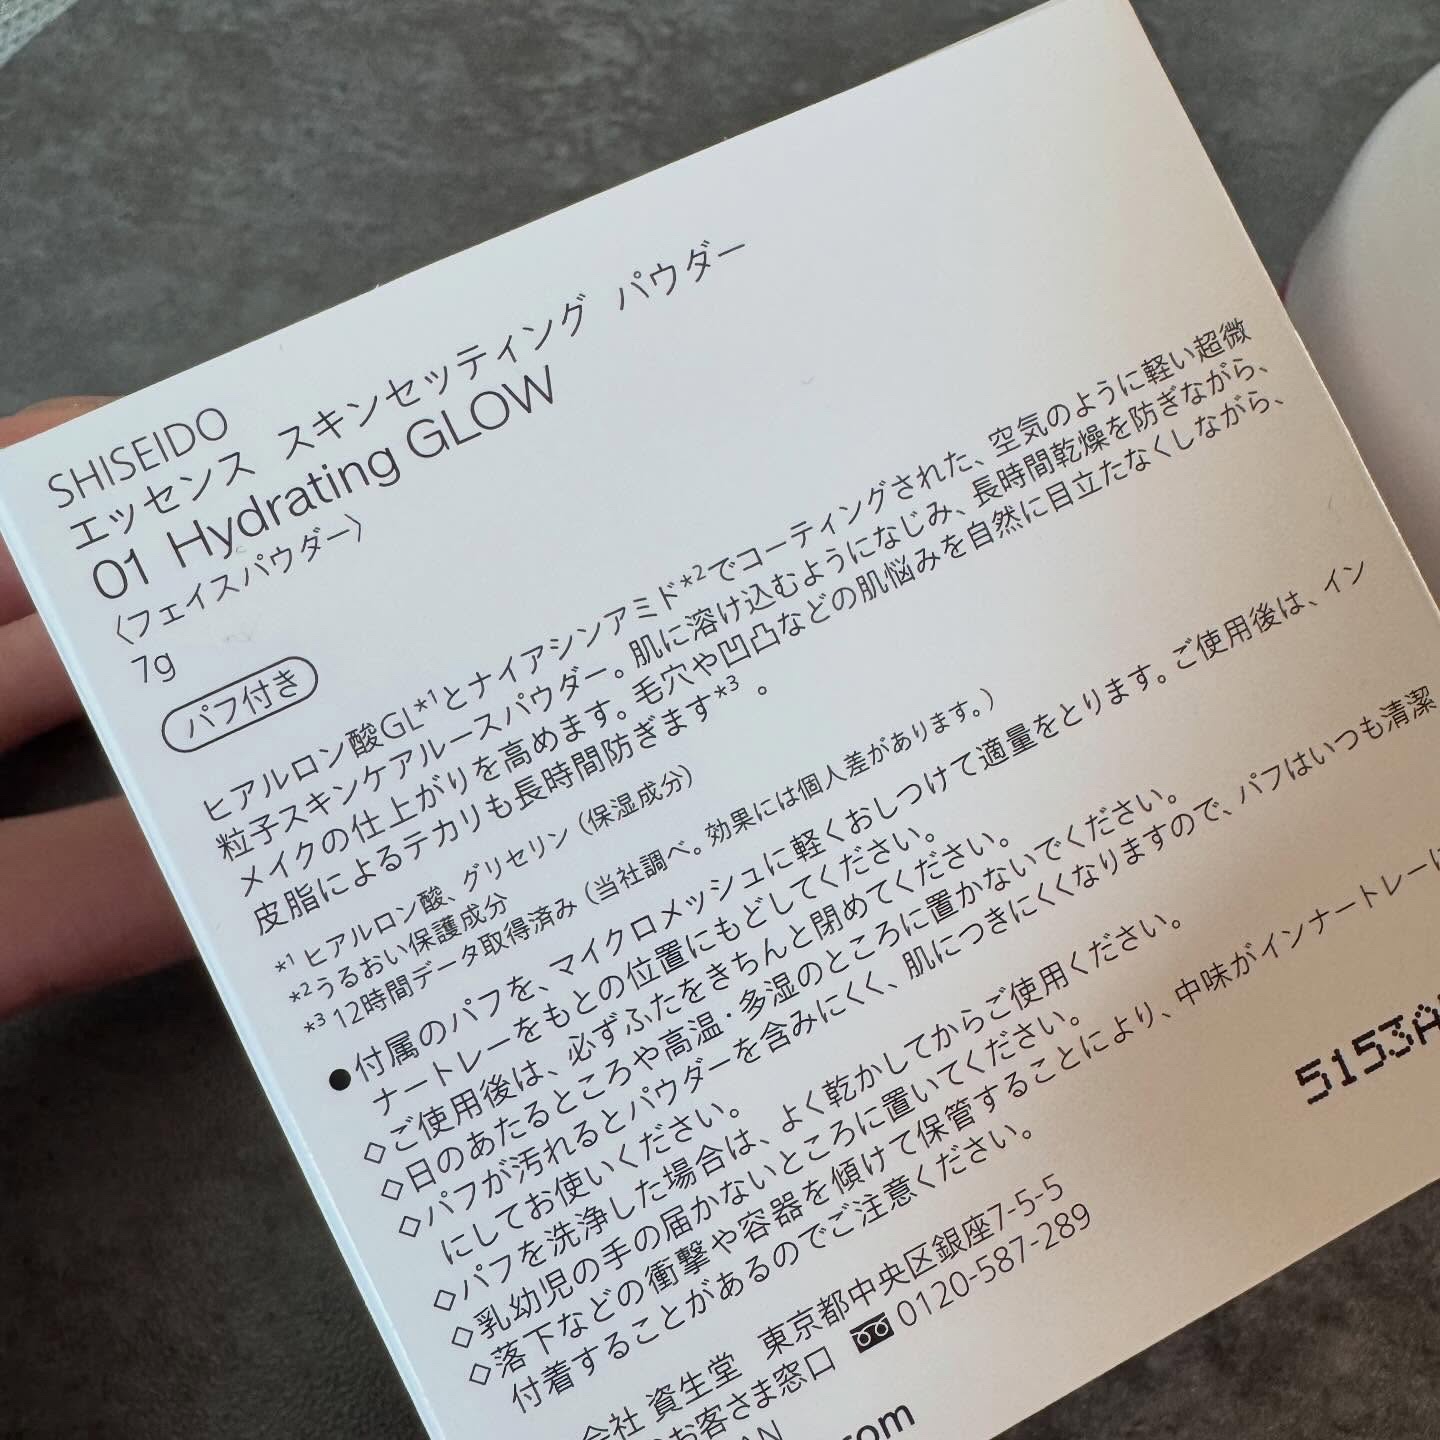 SHISEIDO
エッセンス スキンセッティング パウダー
01 Hydrating GLOW
〈フェイスパウダー〉
7g
パフ付き
ヒアルロン酸GL*1とナイアシンアミド*2でコーティングされた、空気のように軽い超微
粒子スキンケアルースパウダー。肌に溶け込むようになじみ、長時間乾燥を防ぎながら、
メイクの仕上がりを高めます。毛穴や凹凸などの肌悩みを自然に目立たなくしながら、
皮脂によるテカリも長時間防ぎます*3。
*1 ヒアルロン酸、グリセリン（保湿成分）
*2 うるおい保護成分
*3 12時間データ取得済み（当社調べ。効果には個人差があります。）
●付属のパフを、マイクロメッシュに軽くおしつけて適量をとります。ご使用後は、イン
ナートレーをもとの位置にもどしてください。
◇ご使用後は、必ずふたをきちんと閉めてください。
◇日のあたるところや高温・多湿のところに置かないでください。
◇パフが汚れるとパウダーを含みにくく、肌につきにくくなりますので、パフはいつも清潔
にしてお使いください。
◇パフを洗浄した場合は、よく乾かしてからご使用ください。
◇乳幼児の手の届かないところに置いてください。
◇落下などの衝撃や容器を傾けて保管することにより、中味がインナートレーに
付着することがあるのでご注意ください。
会社 資生堂 東京都中央区銀座7-5-5
お客さま窓口 0120-587-289
AN
.com
5153A